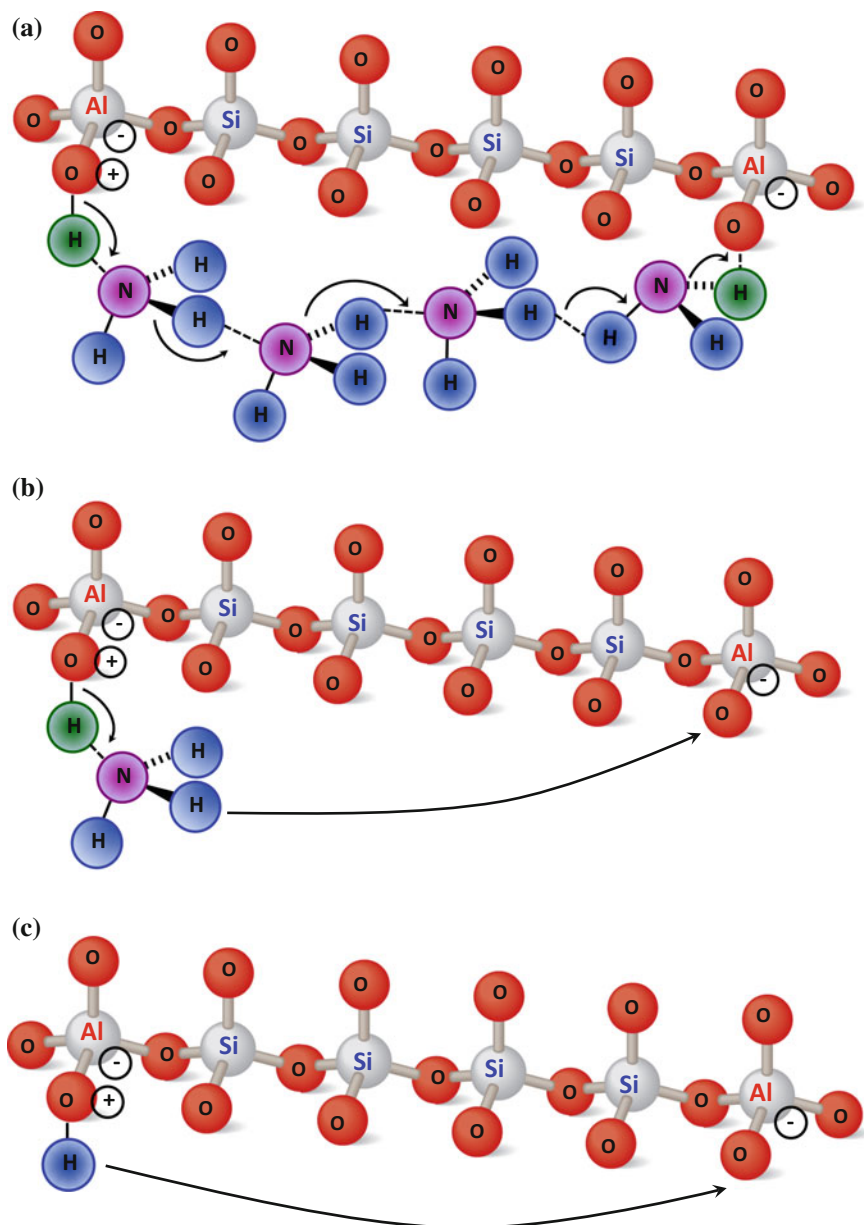 (a)
O O O O O O
Al Si Si Si Si Al
O O O O O O O
- -
O + O O O O O
H H H H
N H N H N H H N H
H H H H H
(b)
O O O O O O
Al Si Si Si Si Al
O O O O O O O
- -
O + O O O O O
H
N H
H H
(c)
O O O O O O
Al Si Si Si Si Al
O O O O O O O
- -
O + O O O O O
H